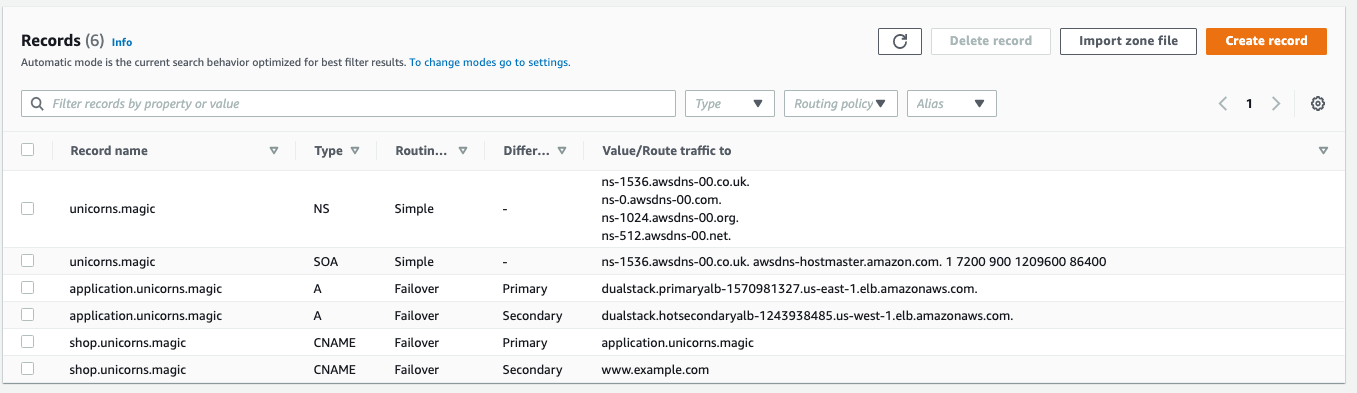 Records (6) Info
Delete record
Import zone file
Create record
Automatic mode is the current search behavior optimized for best filter results. To change modes go to settings.
Filter records by property or value
Type
Routing policy
Alias
1
Record name Type Routin... Differ... Value/Route traffic to
ns-1536.awsdns-00.co.uk.
ns-0.awsdns-00.com.
unicorns.magic NS Simple -
ns-1024.awsdns-00.org.
ns-512.awsdns-00.net.
unicorns.magic SOA Simple - ns-1536.awsdns-00.co.uk. awsdns-hostmaster.amazon.com. 1 7200 900 1209600 86400
application.unicorns.magic A Failover Primary dualstack.primaryalb-1570981327.us-east-1.elb.amazonaws.com.
application.unicorns.magic A Failover Secondary dualstack.hotsecondaryalb-1243938485.us-west-1.elb.amazonaws.com.
shop.unicorns.magic CNAME Failover Primary application.unicorns.magic
shop.unicorns.magic CNAME Failover Secondary www.example.com